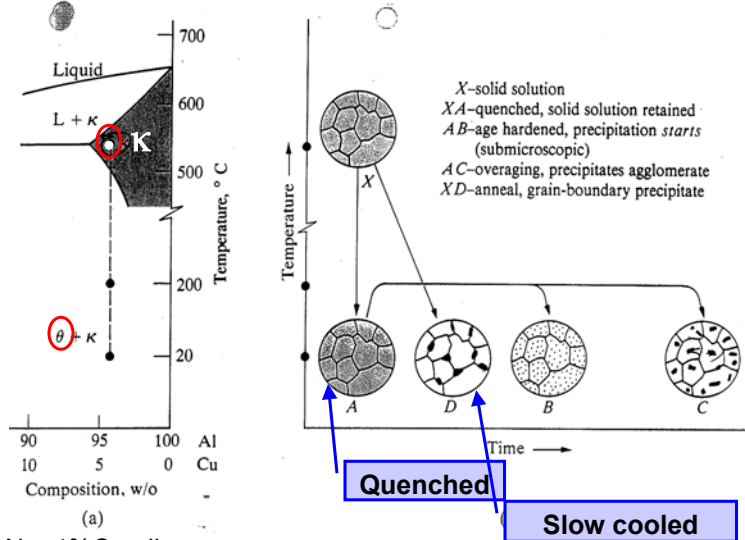 700
Liquid
600
L + κ
K
500
Temperature, ° C
200
θ + κ
20
90 95 100 Al
10 5 0 Cu
Composition, w/o
(a)
X–solid solution
XA–quenched, solid solution retained
AB–age hardened, precipitation starts
(submicroscopic)
AC–overaging, precipitates agglomerate
XD–anneal, grain-boundary precipitate
Temperature
X
A D B C
Time
Quenched
Slow cooled